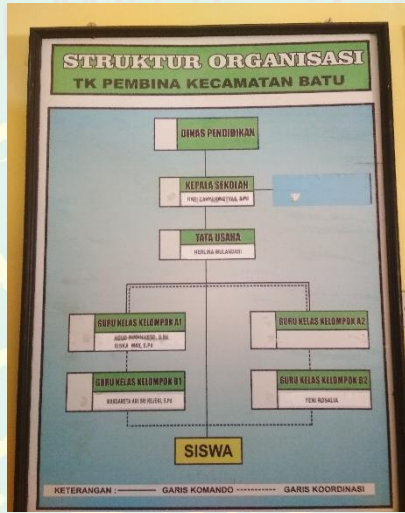 STRUKTUR ORGANISASI
TK PEMBINA KECAMATAN BATU
DINAS PENDIDIKAN
KEPALA SEKOLAH
TATA USAHA
HERLINA WULANDARI
GURU KELAS KELOMPOK A1
GURU KELAS KELOMPOK A2
GURU KELAS KELOMPOK B1
GURU KELAS KELOMPOK B2
YENI ROSALIA
SISWA
KETERANGAN : GARIS KOMANDO GARIS KOORDINASI